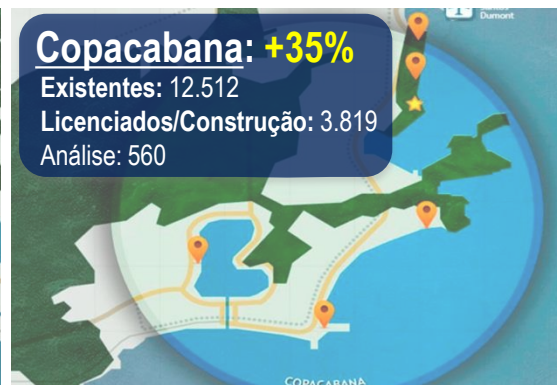 Dumont
Copacabana: +35%
Existentes: 12.512
Licenciados/Construção: 3.819
Análise: 560
COPACABANA